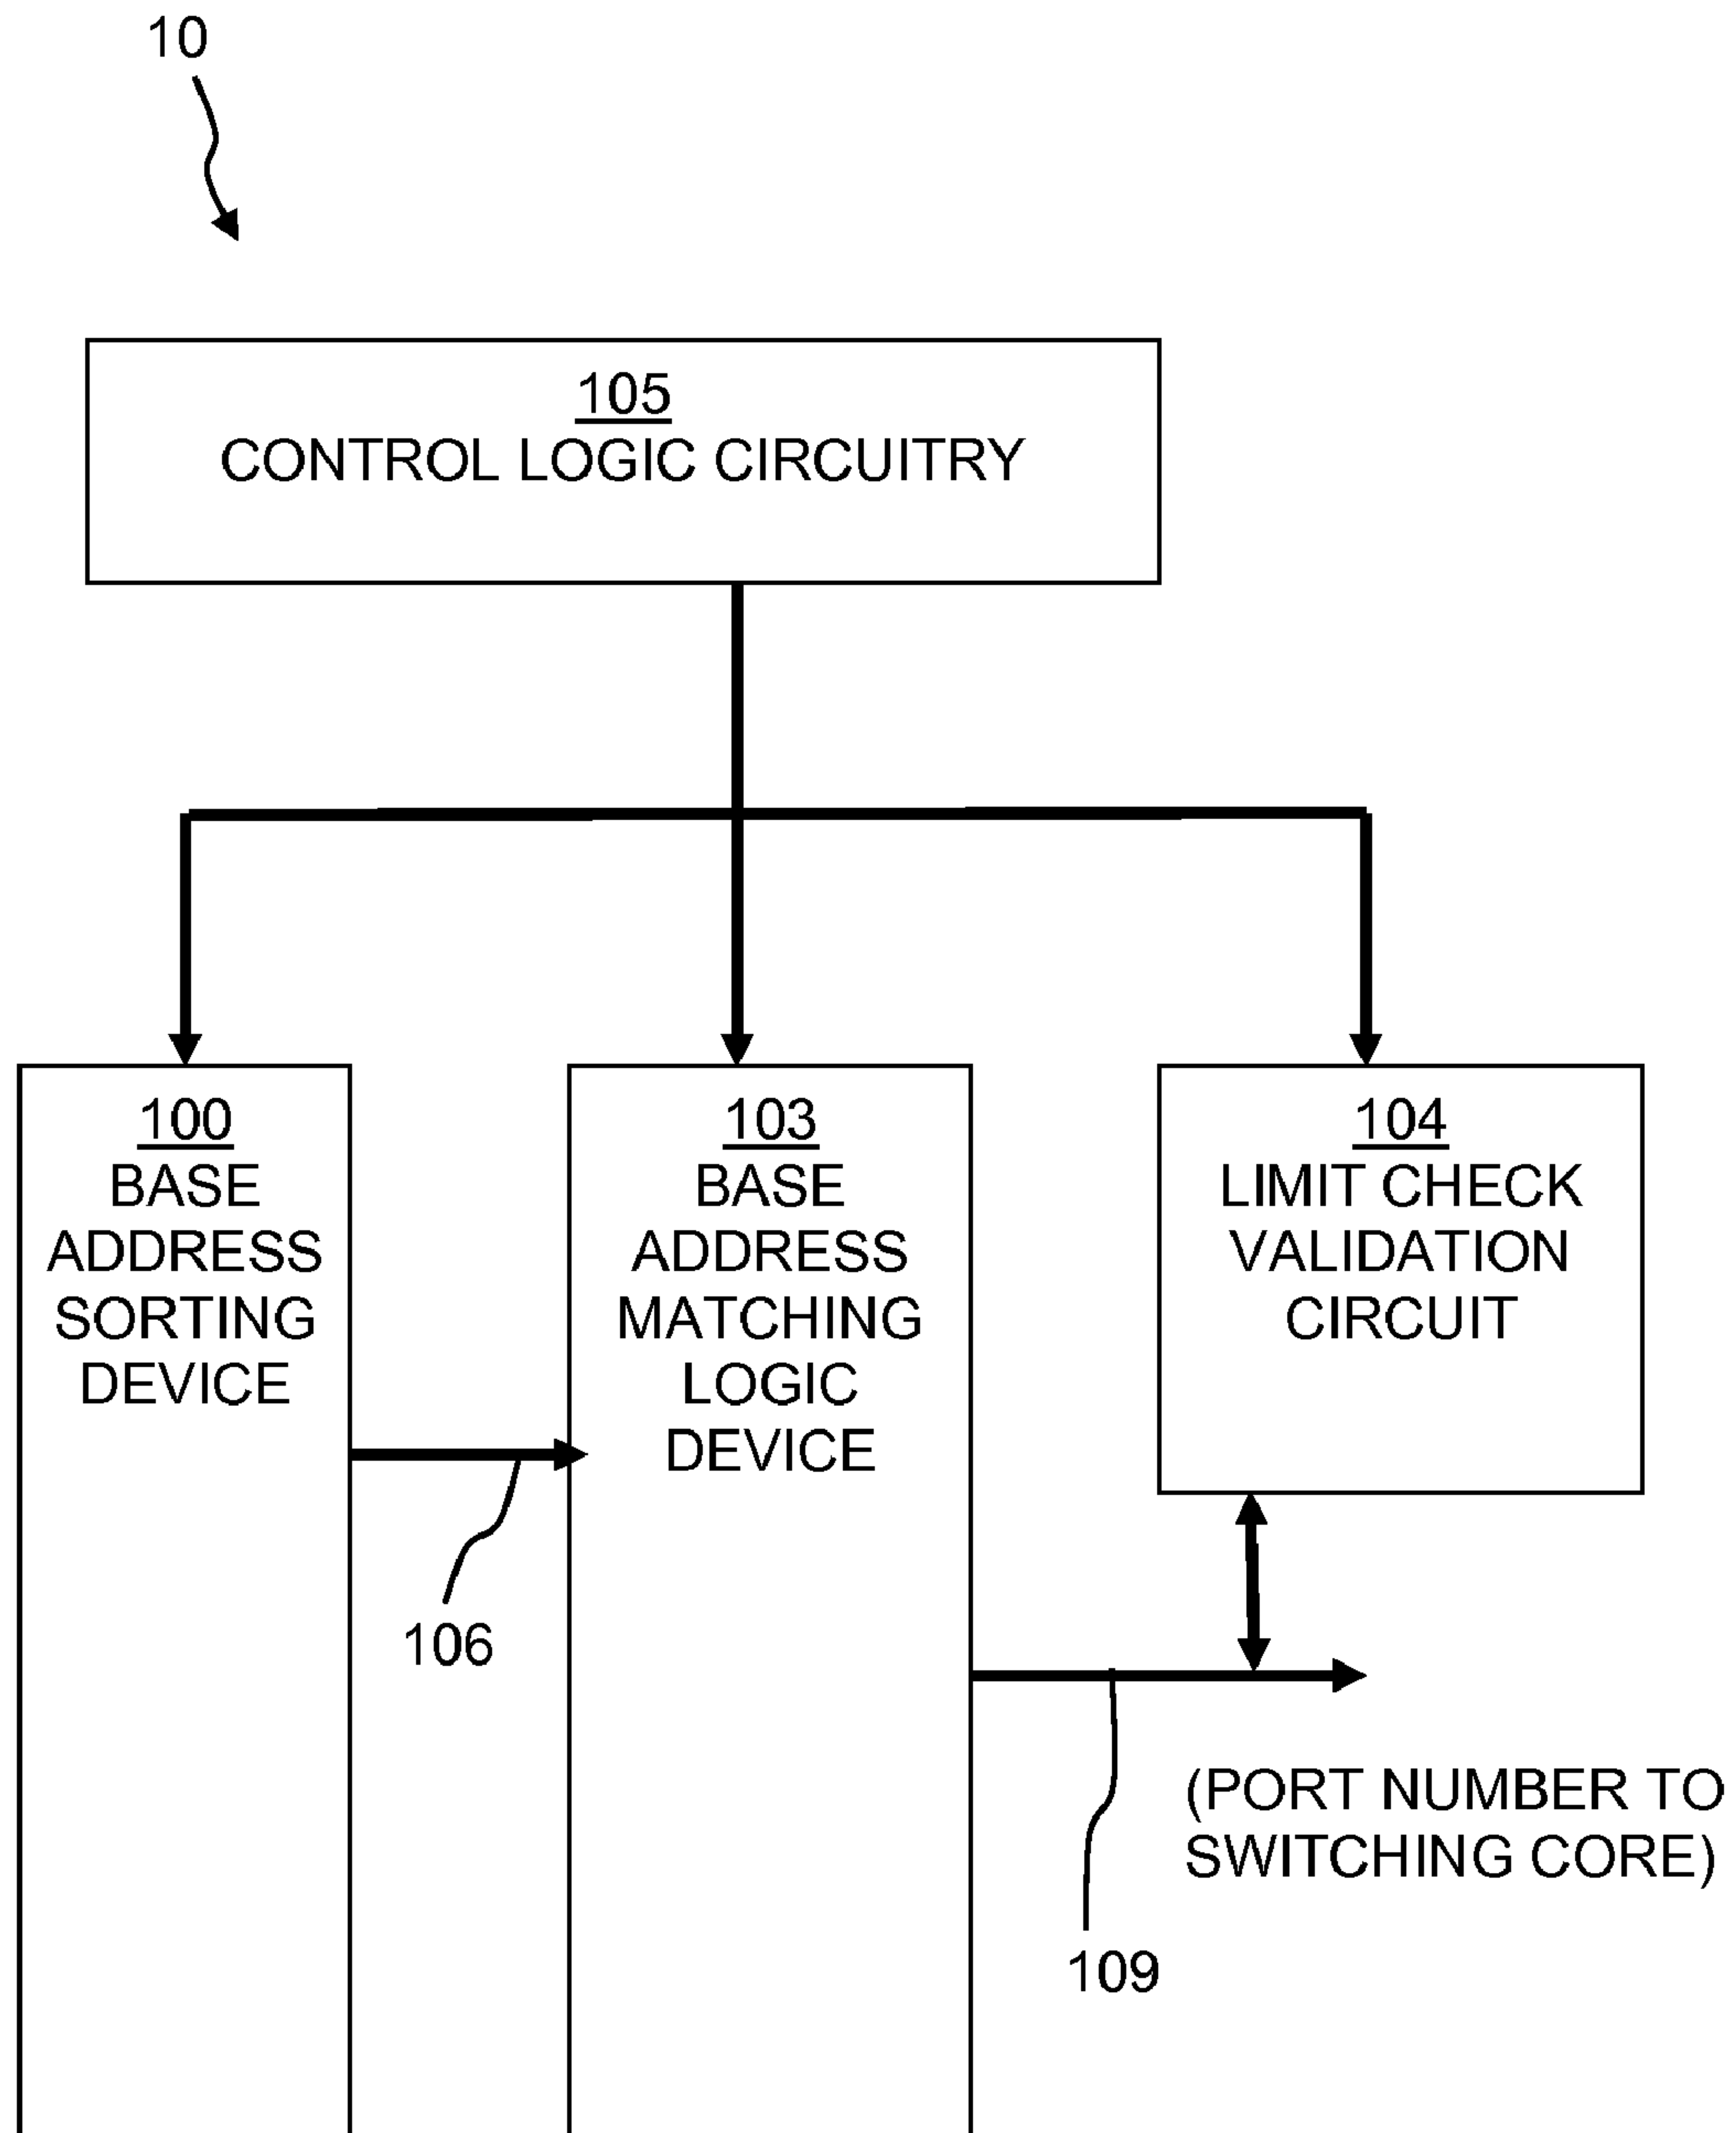 10
105
CONTROL LOGIC CIRCUITRY
100
BASE
ADDRESS
SORTING
DEVICE
103
BASE
ADDRESS
MATCHING
LOGIC
DEVICE
104
LIMIT CHECK
VALIDATION
CIRCUIT
106
(PORT NUMBER TO
SWITCHING CORE)
109